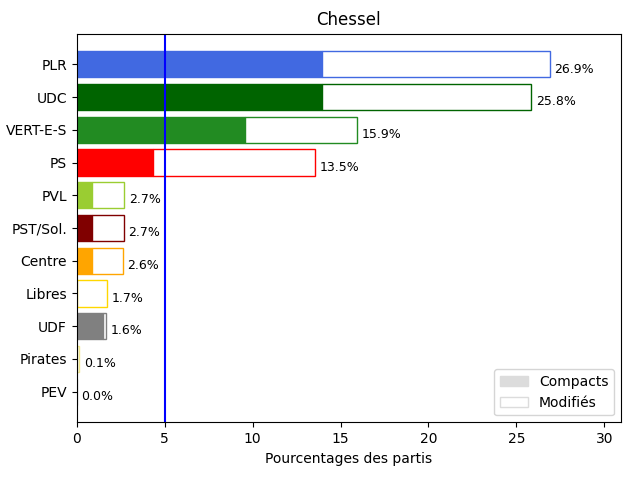 Chessel
PLR 26.9%
UDC 25.8%
VERT-E-S 15.9%
PS 13.5%
PVL 2.7%
PST/Sol. 2.7%
Centre 2.6%
Libres 1.7%
UDF 1.6%
Pirates 0.1%
PEV 0.0%
Compacts
Modifiés
0 5 10 15 20 25 30
Pourcentages des partis